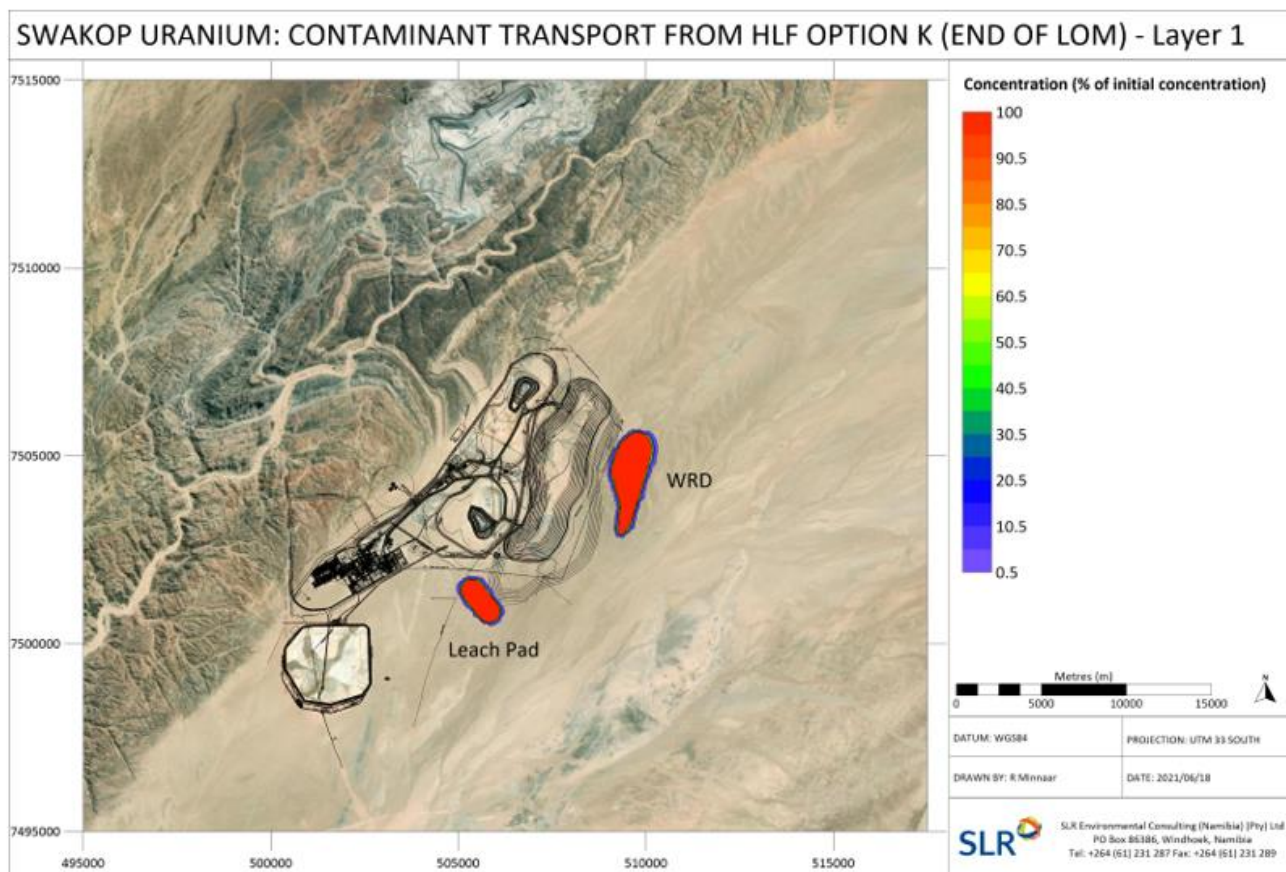 SWAKOP URANIUM: CONTAMINANT TRANSPORT FROM HLF OPTION K (END OF LOM) - Layer 1
7515000
7510000
7505000
7500000
7495000
495000 500000 505000 510000 515000
WRD
Leach Pad
Concentration (% of initial concentration)
100
90.5
80.5
70.5
60.5
50.5
40.5
30.5
20.5
10.5
0.5
Metres (m)
0 5000 10000 15000
N
DATUM: WGS84 PROJECTION: UTM 33 SOUTH
DRAWN BY: R Minnaar DATE: 2021/06/18
SLR
SLR Environmental Consulting (Namibia) (Pty) Ltd
PO Box 86386, Windhoek, Namibia
Tel: +264 (61) 231 287 Fax: +264 (61) 231 289